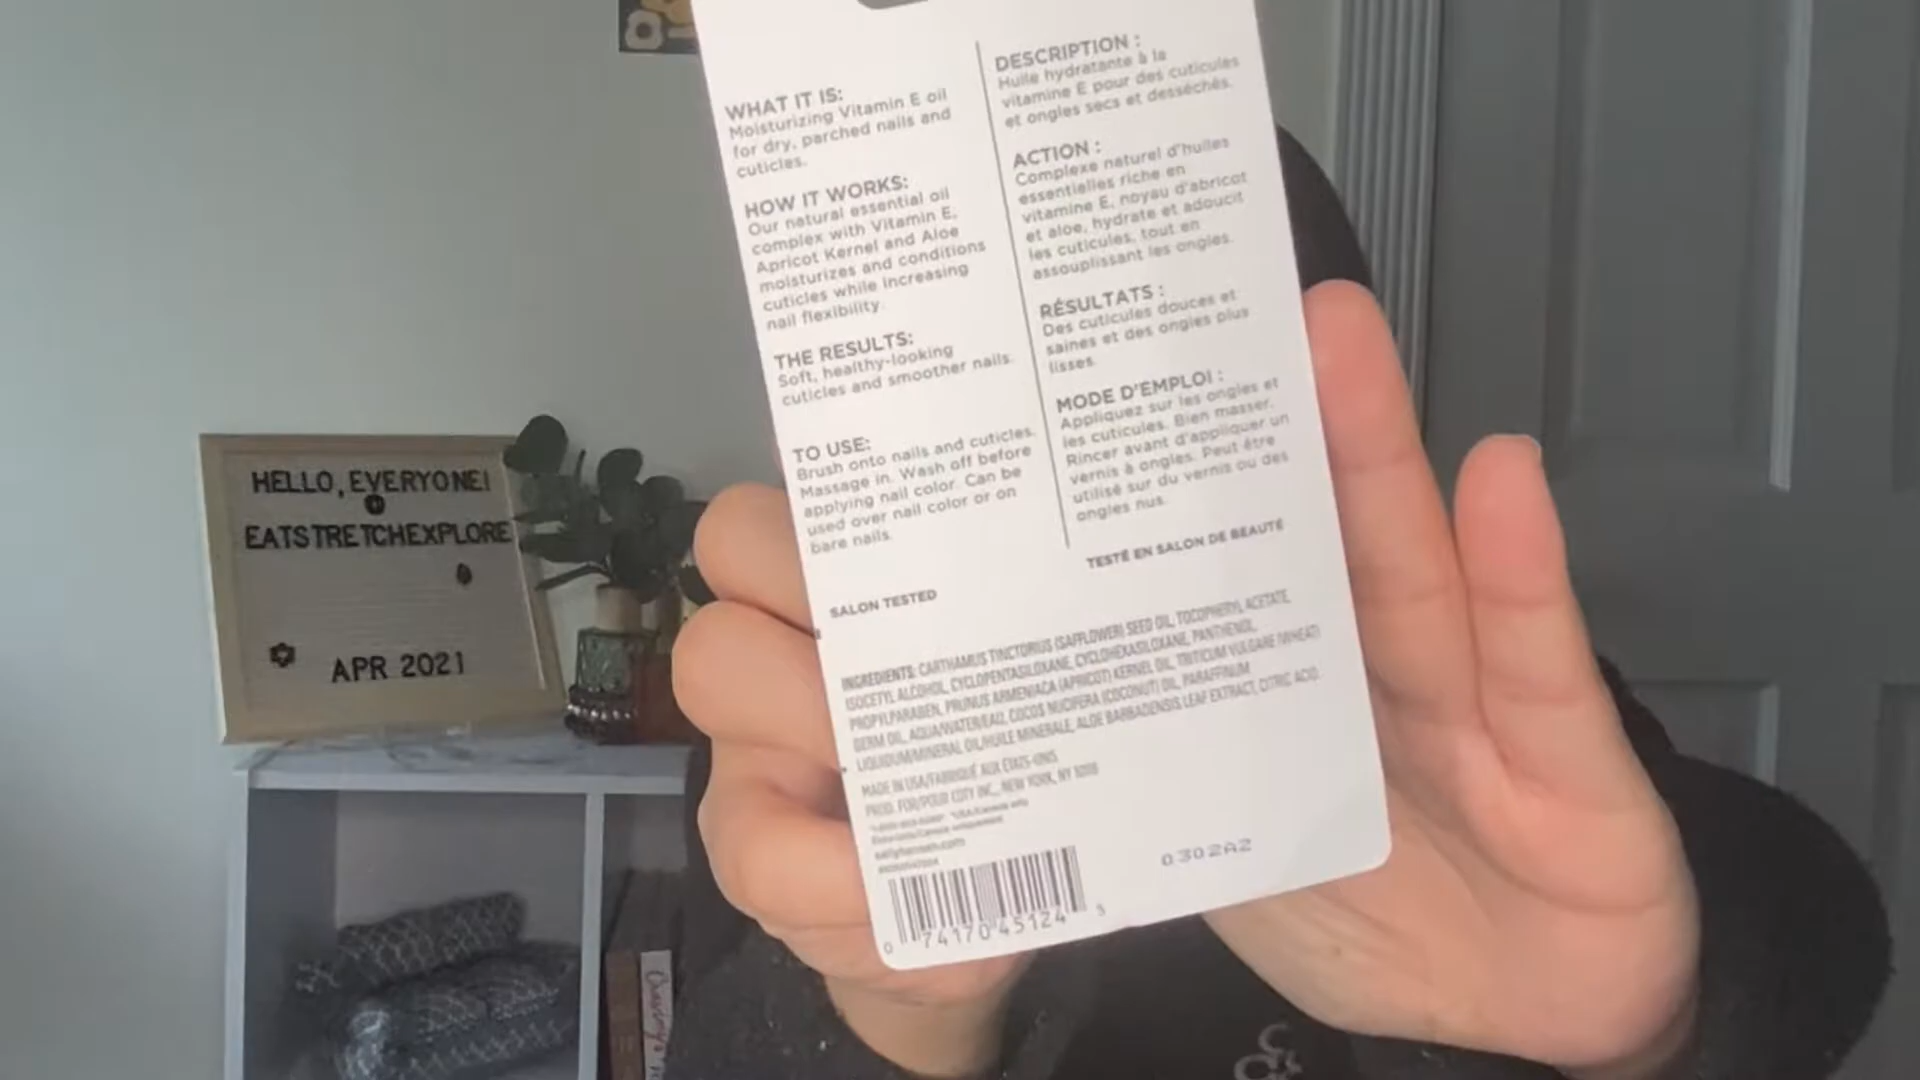 HELLO, EVERYONE!
EATSTRETCHEXPLORE
APR 2021
WHAT IT IS:
Moisturizing Vitamin E oil
for dry, parched nails and
cuticles.
HOW IT WORKS:
Our natural essential oil
complex with Vitamin E,
Apricot Kernel and Aloe
moisturizes and conditions
cuticles while increasing
nail flexibility.
THE RESULTS:
Soft, healthy-looking
cuticles and smoother nails.
TO USE:
Brush onto nails and cuticles.
Massage in. Wash off before
applying nail color. Can be
used over nail color or on
bare nails.
SALON TESTED
DESCRIPTION :
Huile hydratante à la
vitamine E pour des cuticules
et ongles secs et desséchés.
ACTION :
Complexe naturel d'huiles
essentielles riche en
vitamine E, noyau d'abricot
et aloe, hydrate et adoucit
les cuticules, tout en
assouplissant les ongles.
RÉSULTATS :
Des cuticules douces et
saines et des ongles plus
lisses.
MODE D'EMPLOI :
Appliquez sur les ongles et
les cuticules. Bien masser.
Rincer avant d'appliquer un
vernis à ongles. Peut être
utilisé sur du vernis ou des
ongles nus.
TESTÉ EN SALON DE BEAUTÉ
INGREDIENTS: CARTHAMUS TINCTORIUS (SAFFLOWER) SEED OIL, TOCOPHERYL ACETATE,
ISOCETYL ALCOHOL, CYCLOPENTASILOXANE, CYCLOHEXASILOXANE, PANTHENOL,
PROPYLPARABEN, PRUNUS ARMENIACA (APRICOT) KERNEL OIL, TRITICUM VULGARE (WHEAT)
GERM OIL, AQUA/WATER/EAU, COCOS NUCIFERA (COCONUT) OIL, PARAFFINUM
LIQUIDUM/MINERAL OIL/HUILE MINERALE, ALOE BARBADENSIS LEAF EXTRACT, CITRIC ACID.
MADE IN USA/FABRIQUÉ AUX ÉTATS-UNIS
PROD. FOR/POUR COTY INC., NEW YORK, NY 10118
sallyhansen.com
0 74170 45124 5
0302A2